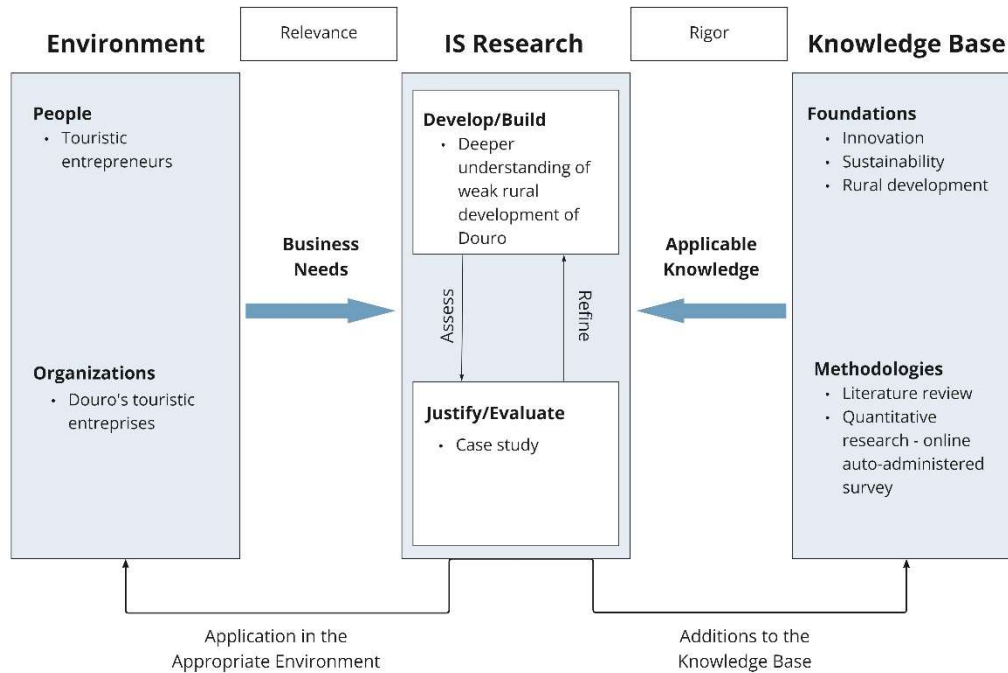 Environment
Relevance
IS Research
Rigor
Knowledge Base
People
• Touristic
entrepreneurs
Business
Needs
Organizations
• Douro's touristic
entreprises
Develop/Build
• Deeper
understanding of
weak rural
development of
Douro
Assess
Refine
Justify/Evaluate
• Case study
Applicable
Knowledge
Foundations
• Innovation
• Sustainability
• Rural development
Methodologies
• Literature review
• Quantitative
research - online
auto-administered
survey
Application in the
Appropriate Environment
Additions to the
Knowledge Base